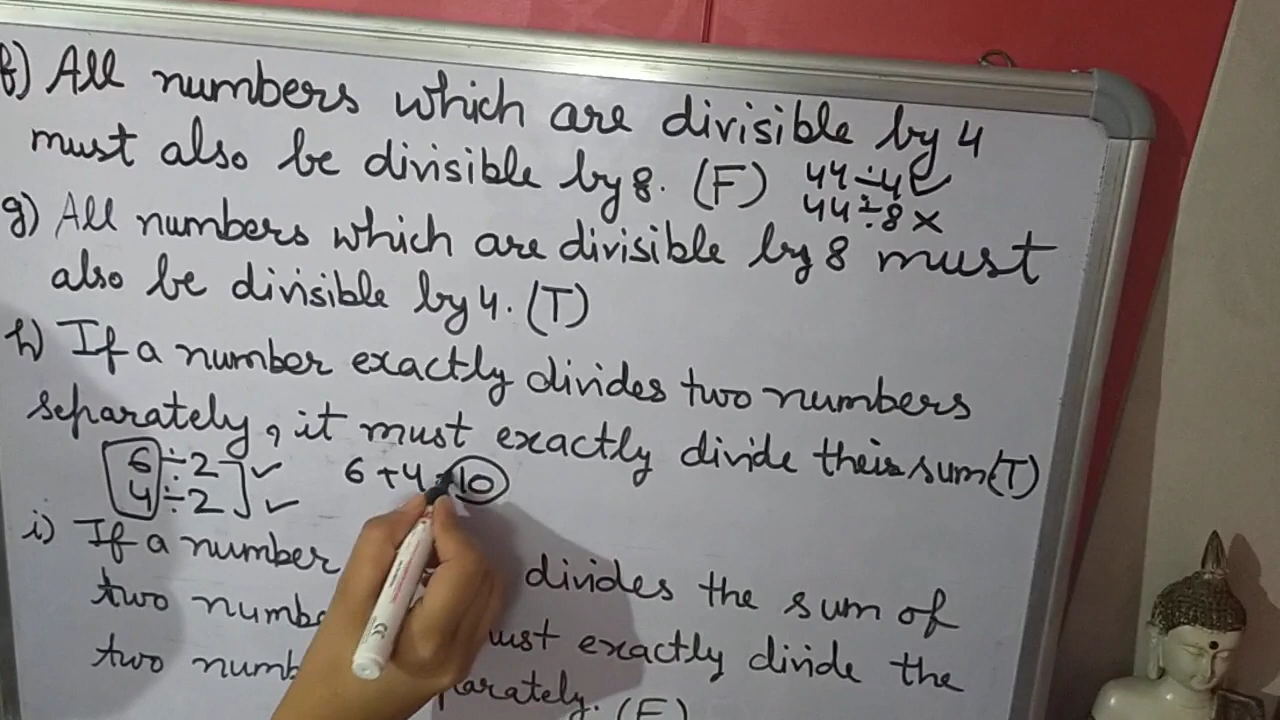 f) All numbers which are divisible by 4
must also be divisible by 8. (F) 44÷4 ✓
44÷8 ×
g) All numbers which are divisible by 8 must
also be divisible by 4. (T)
h) If a number exactly divides two numbers
separately, it must exactly divide their sum (T)
6÷2 ✓ 6+4=10
4÷2 ✓
i) If a number divides the sum of
two must exactly divide the
two
(F)